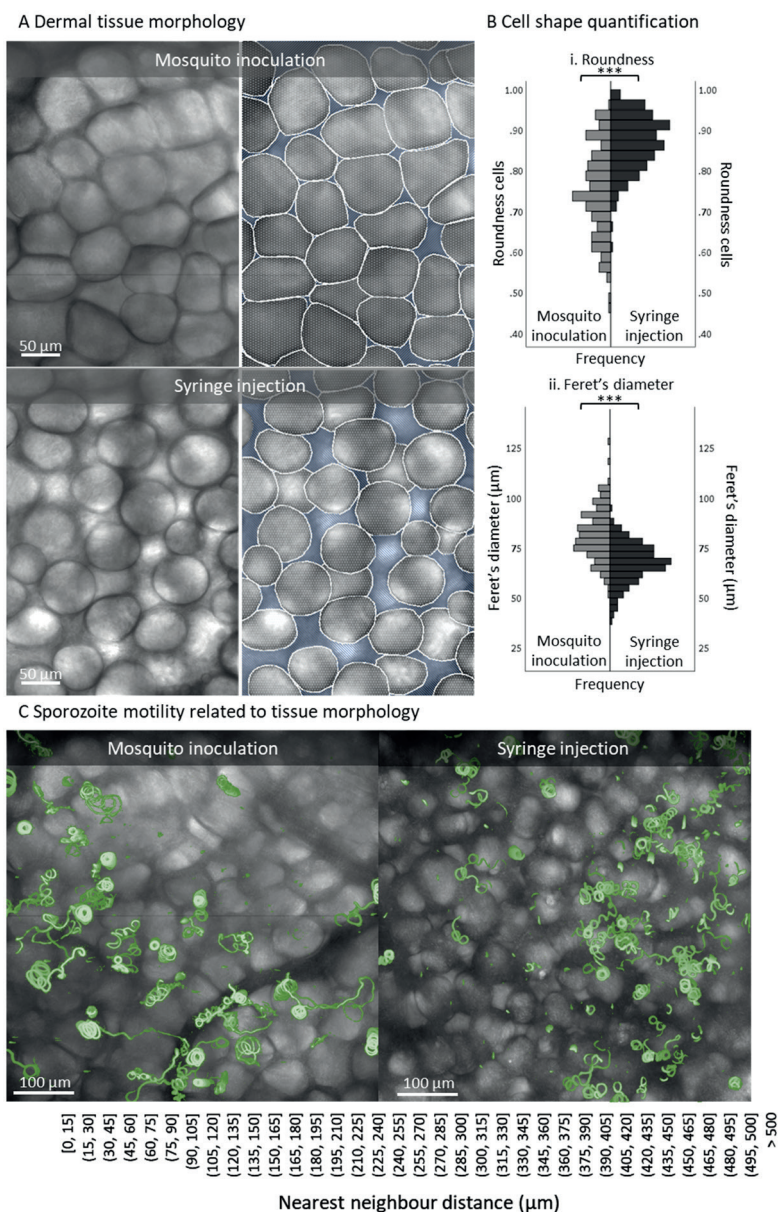 A Dermal tissue morphology
Mosquito inoculation
50 µm
Syringe injection
50 µm
B Cell shape quantification
i. Roundness
***
1.00
.90
.80
.70
.60
.50
.40
Roundness cells
1.00
.90
.80
.70
.60
.50
.40
Roundness cells
Mosquito inoculation
Syringe injection
Frequency
ii. Feret's diameter
***
125
100
75
50
25
Feret's diameter (µm)
125
100
75
50
25
Feret's diameter (µm)
Mosquito inoculation
Syringe injection
Frequency
C Sporozoite motility related to tissue morphology
Mosquito inoculation
Syringe injection
100 µm
100 µm
[0, 15]
(15, 30]
(30, 45]
(45, 60]
(60, 75]
(75, 90]
(90, 105]
(105, 120]
(120, 135]
(135, 150]
(150, 165]
(165, 180]
(180, 195]
(195, 210]
(210, 225]
(225, 240]
(240, 255]
(255, 270]
(270, 285]
(285, 300]
(300, 315]
(315, 330]
(330, 345]
(345, 360]
(360, 375]
(375, 390]
(390, 405]
(405, 420]
(420, 435]
(435, 450]
(450, 465]
(465, 480]
(480, 495]
(495, 500]
> 500
Nearest neighbour distance (µm)